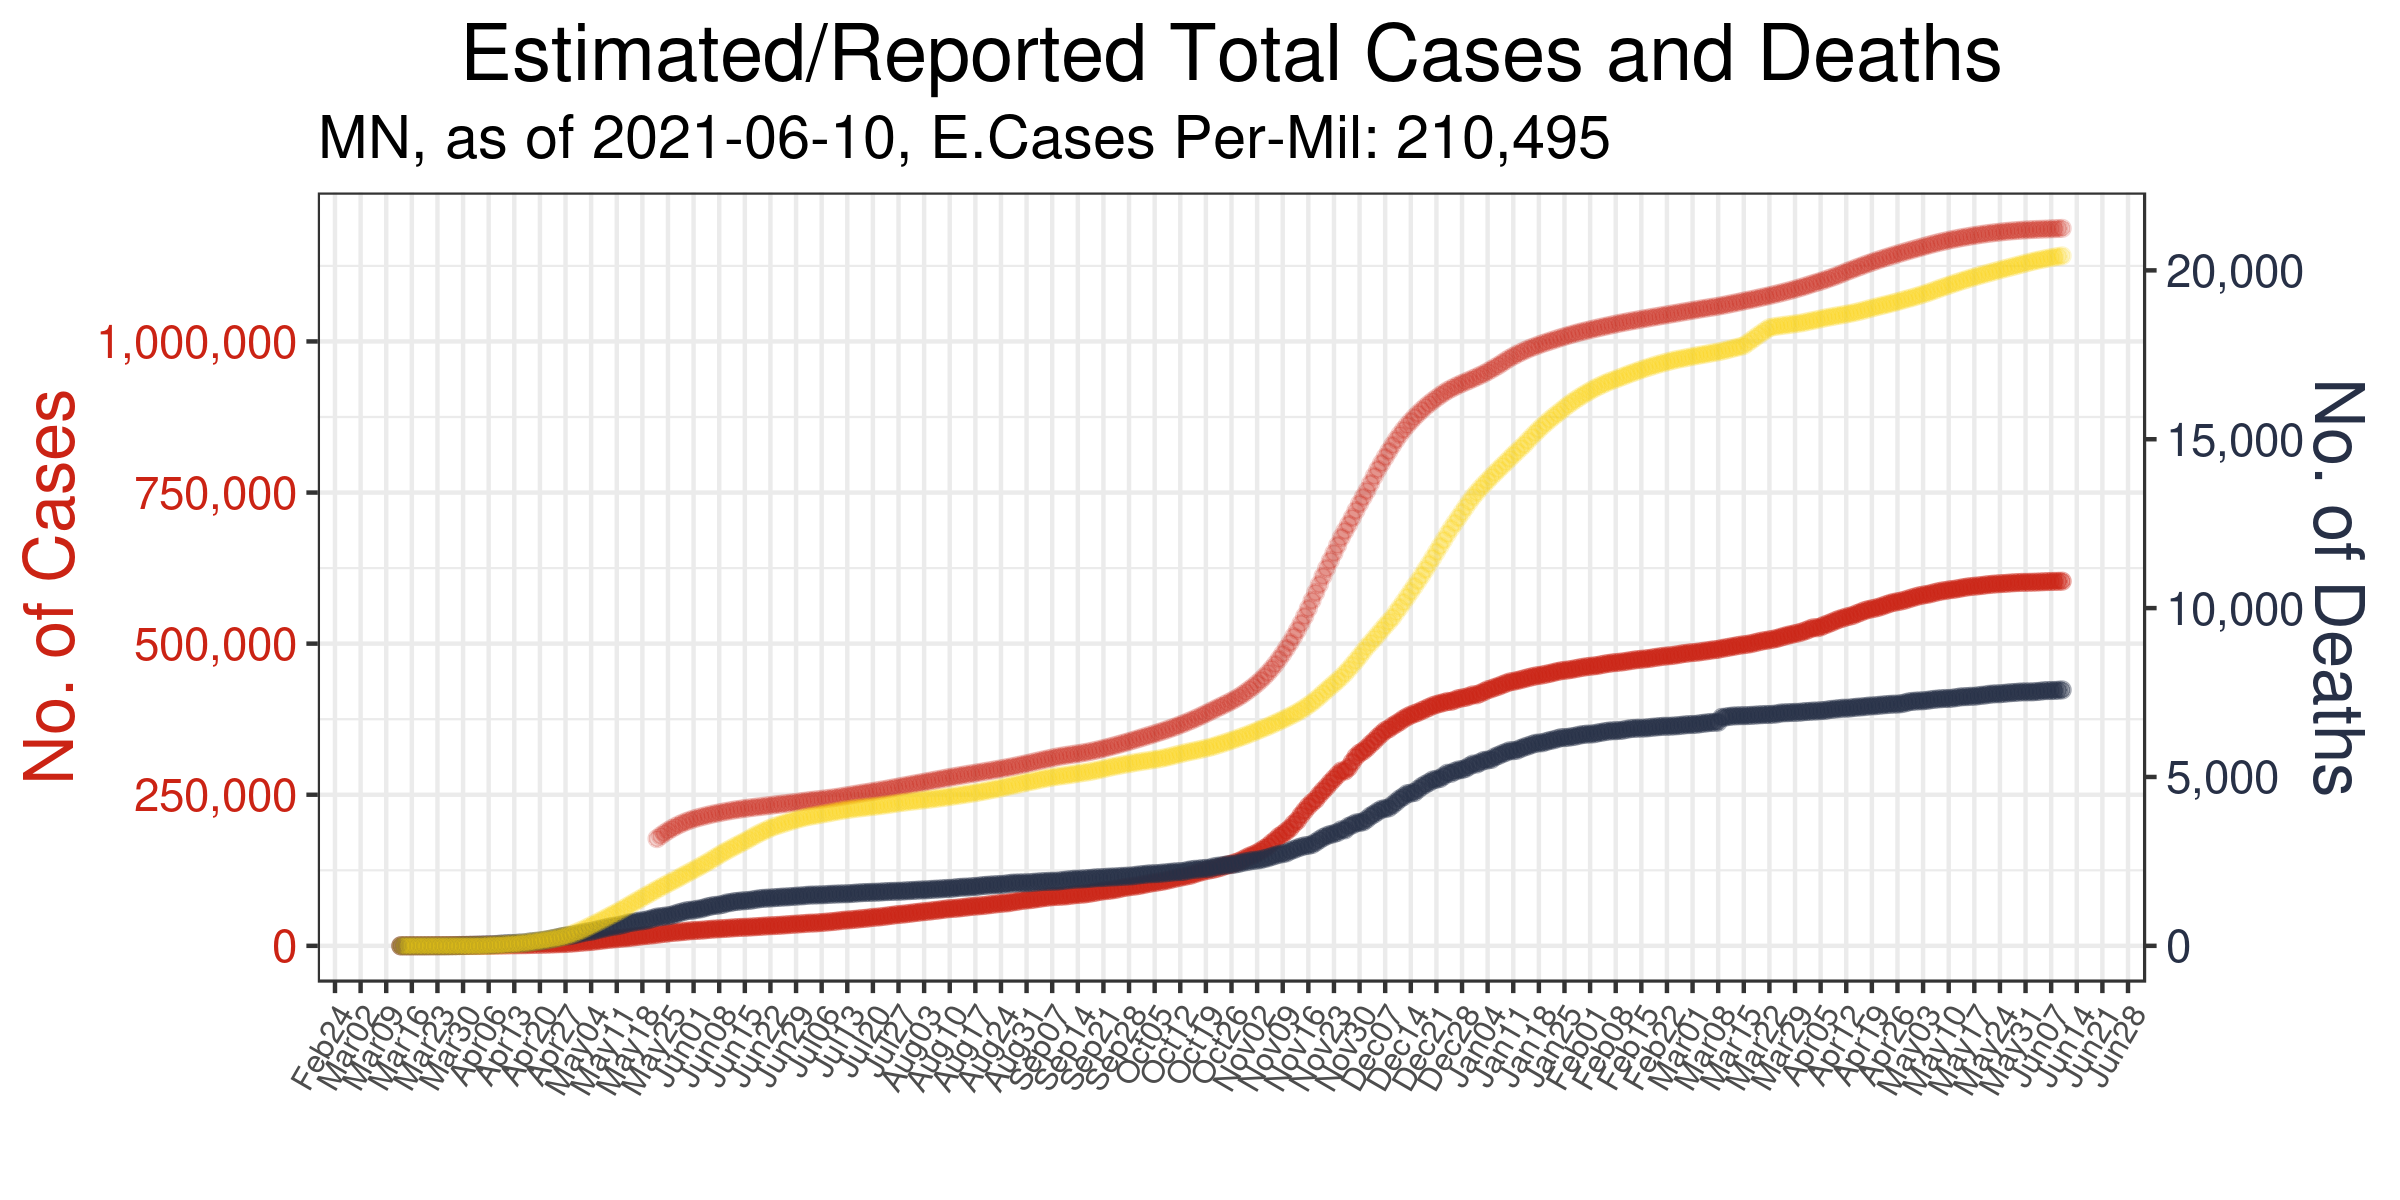 Estimated/Reported Total Cases and Deaths
MN, as of 2021-06-10, E.Cases Per-Mil: 210,495
No. of Cases
1,000,000
750,000
500,000
250,000
0
No. of Deaths
20,000
15,000
10,000
5,000
0
Feb24
Mar02
Mar09
Mar16
Mar23
Mar30
Apr06
Apr13
Apr20
Apr27
May04
May11
May18
May25
Jun01
Jun08
Jun15
Jun22
Jun29
Jul06
Jul13
Jul20
Jul27
Aug03
Aug10
Aug17
Aug24
Aug31
Sep07
Sep14
Sep21
Sep28
Oct05
Oct12
Oct19
Oct26
Nov02
Nov09
Nov16
Nov23
Nov30
Dec07
Dec14
Dec21
Dec28
Jan04
Jan11
Jan18
Jan25
Feb01
Feb08
Feb15
Feb22
Mar01
Mar08
Mar15
Mar22
Mar29
Apr05
Apr12
Apr19
Apr26
May03
May10
May17
May24
May31
Jun07
Jun14
Jun21
Jun28